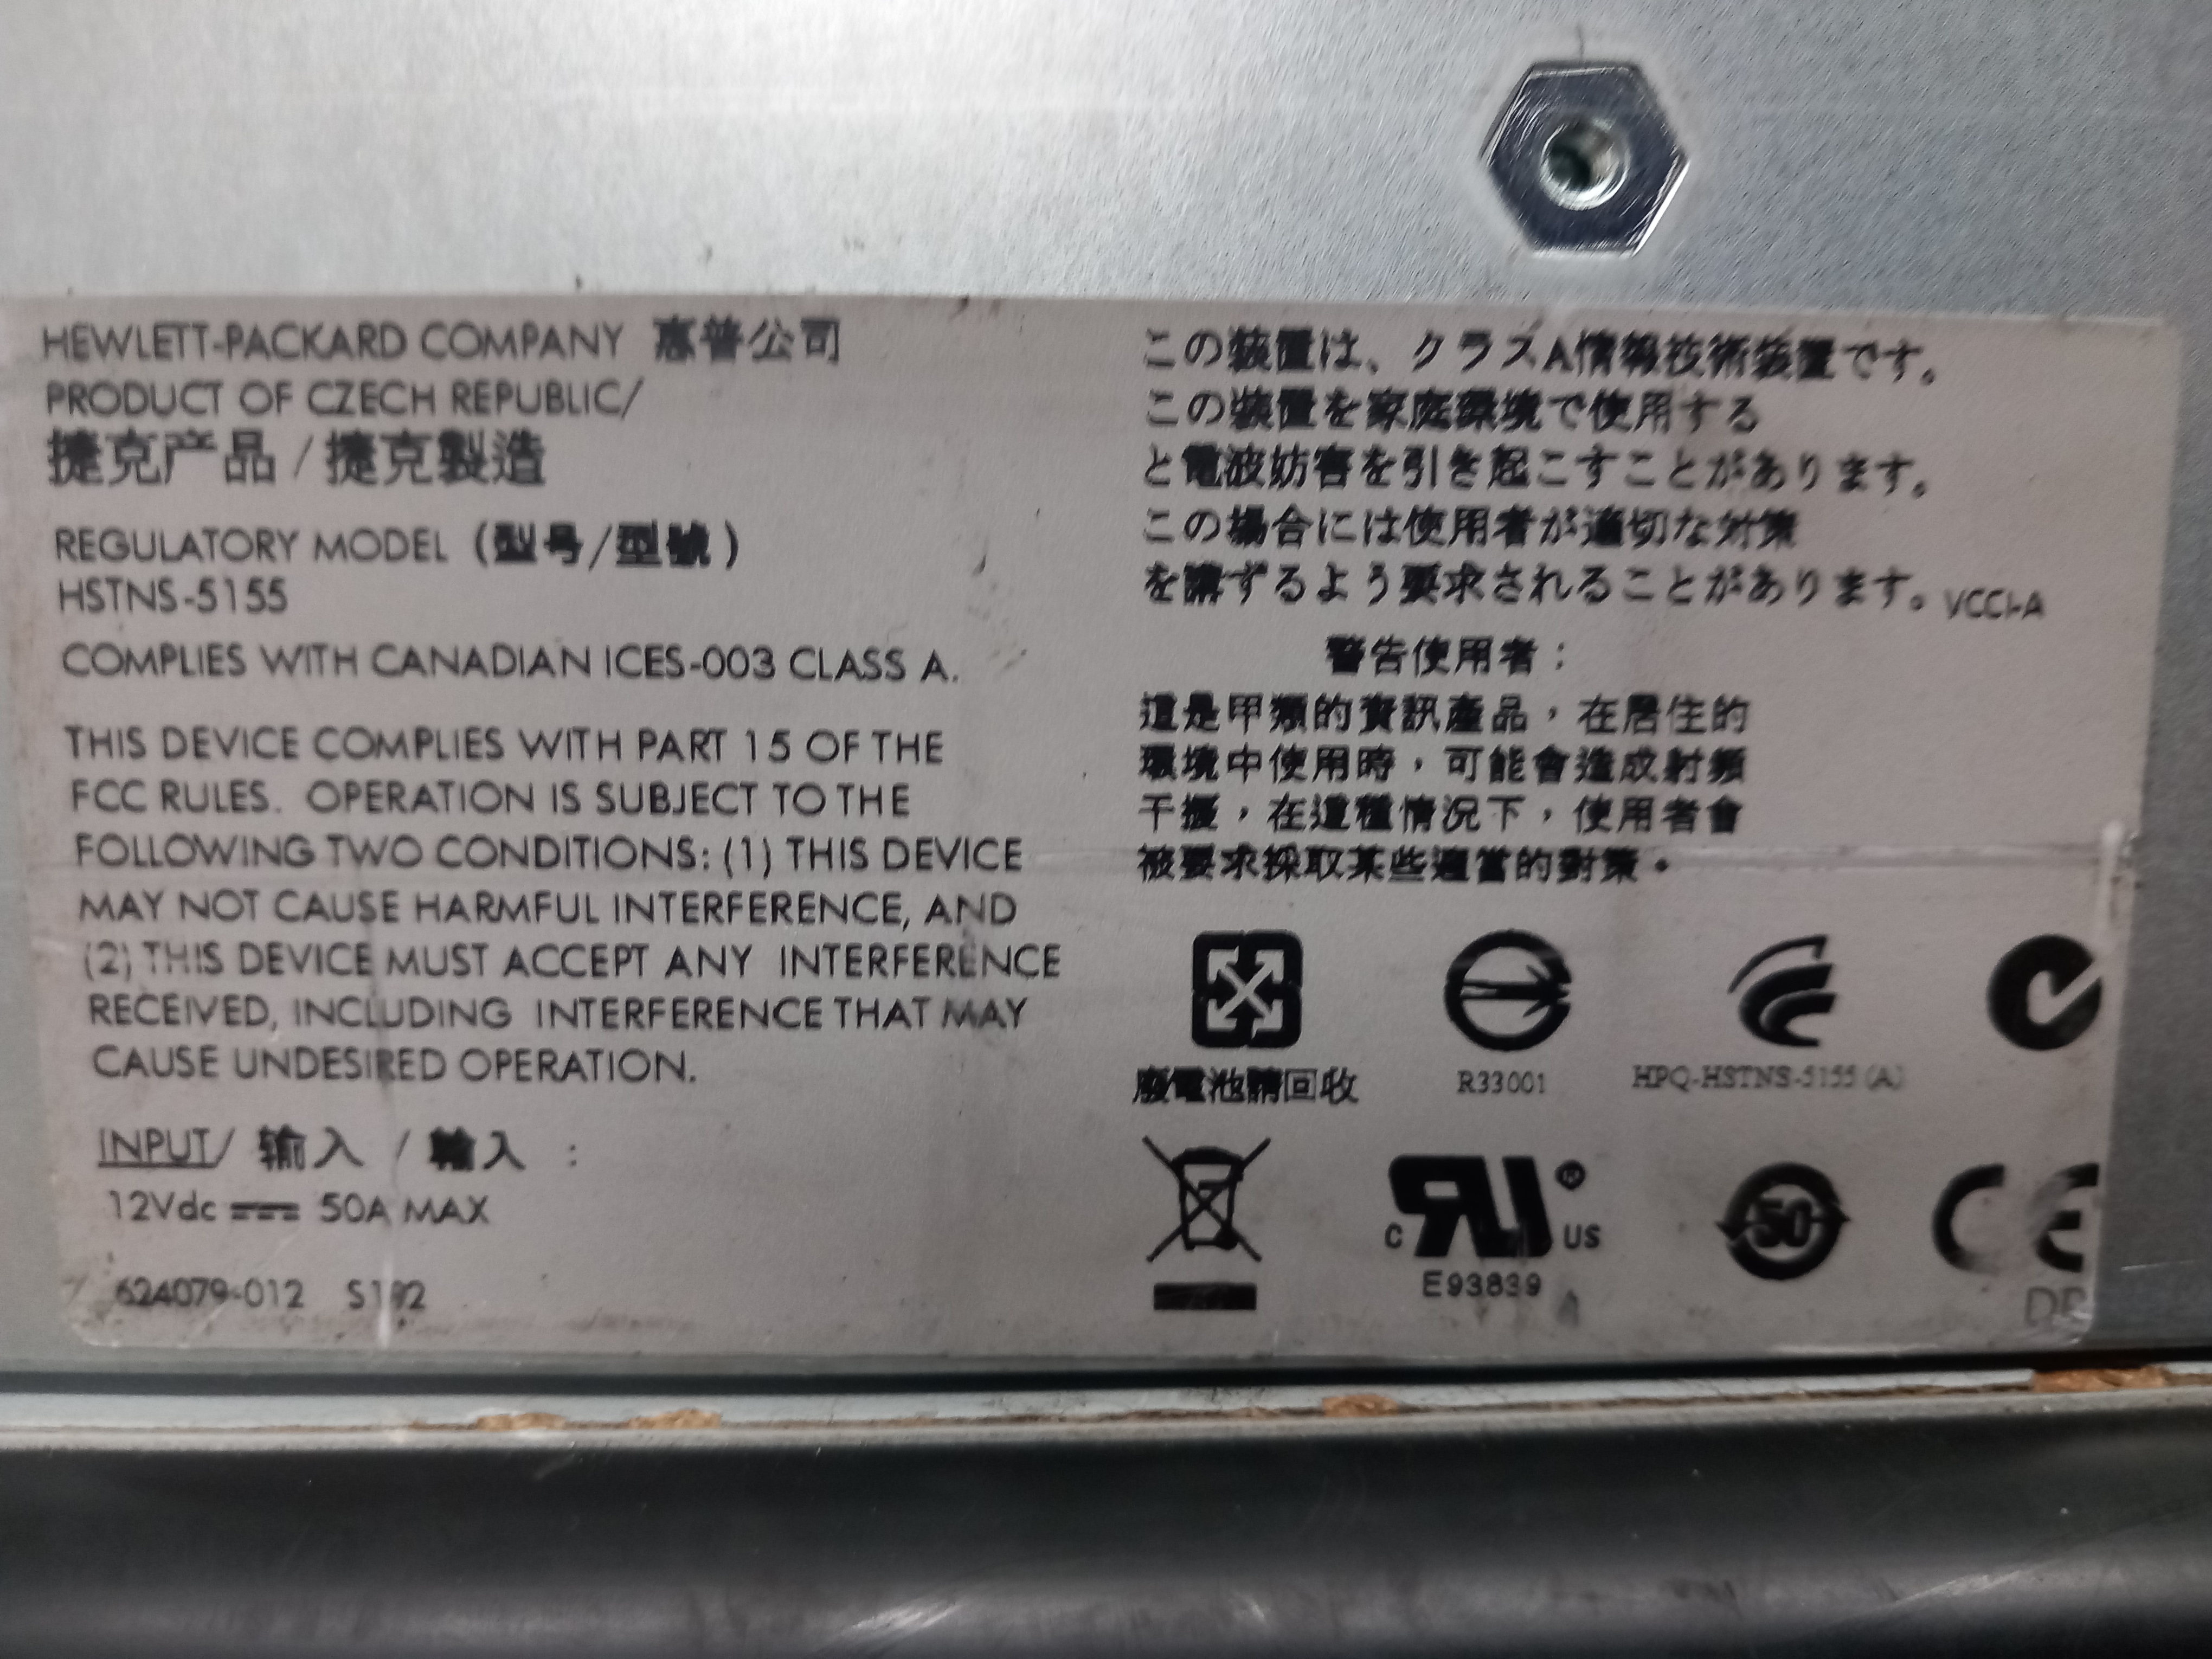 HEWLETT-PACKARD COMPANY 惠普公司
PRODUCT OF CZECH REPUBLIC/
捷克产品 / 捷克製造
REGULATORY MODEL (型号/型號)
HSTNS-5155
COMPLIES WITH CANADIAN ICES-003 CLASS A.
THIS DEVICE COMPLIES WITH PART 15 OF THE
FCC RULES. OPERATION IS SUBJECT TO THE
FOLLOWING TWO CONDITIONS: (1) THIS DEVICE
MAY NOT CAUSE HARMFUL INTERFERENCE, AND
(2) THIS DEVICE MUST ACCEPT ANY INTERFERENCE
RECEIVED, INCLUDING INTERFERENCE THAT MAY
CAUSE UNDESIRED OPERATION.
INPUT/ 输入 / 輸入 :
12Vdc 50A MAX
624079-012
この装置は、クラスA情報技術装置です。
この装置を家庭環境で使用する
と電波妨害を引き起こすことがあります。
この場合には使用者が適切な対策
を講ずるよう要求されることがあります。 VCCI-A
警告使用者：
這是甲類的資訊產品，在居住的
環境中使用時，可能會造成射頻
干擾，在這種情況下，使用者會
被要求採取某些適當的對策。
廢電池請回收
R33001
HPQ-HSTNS-5155 (A)
C US ®
E93839
50
CE